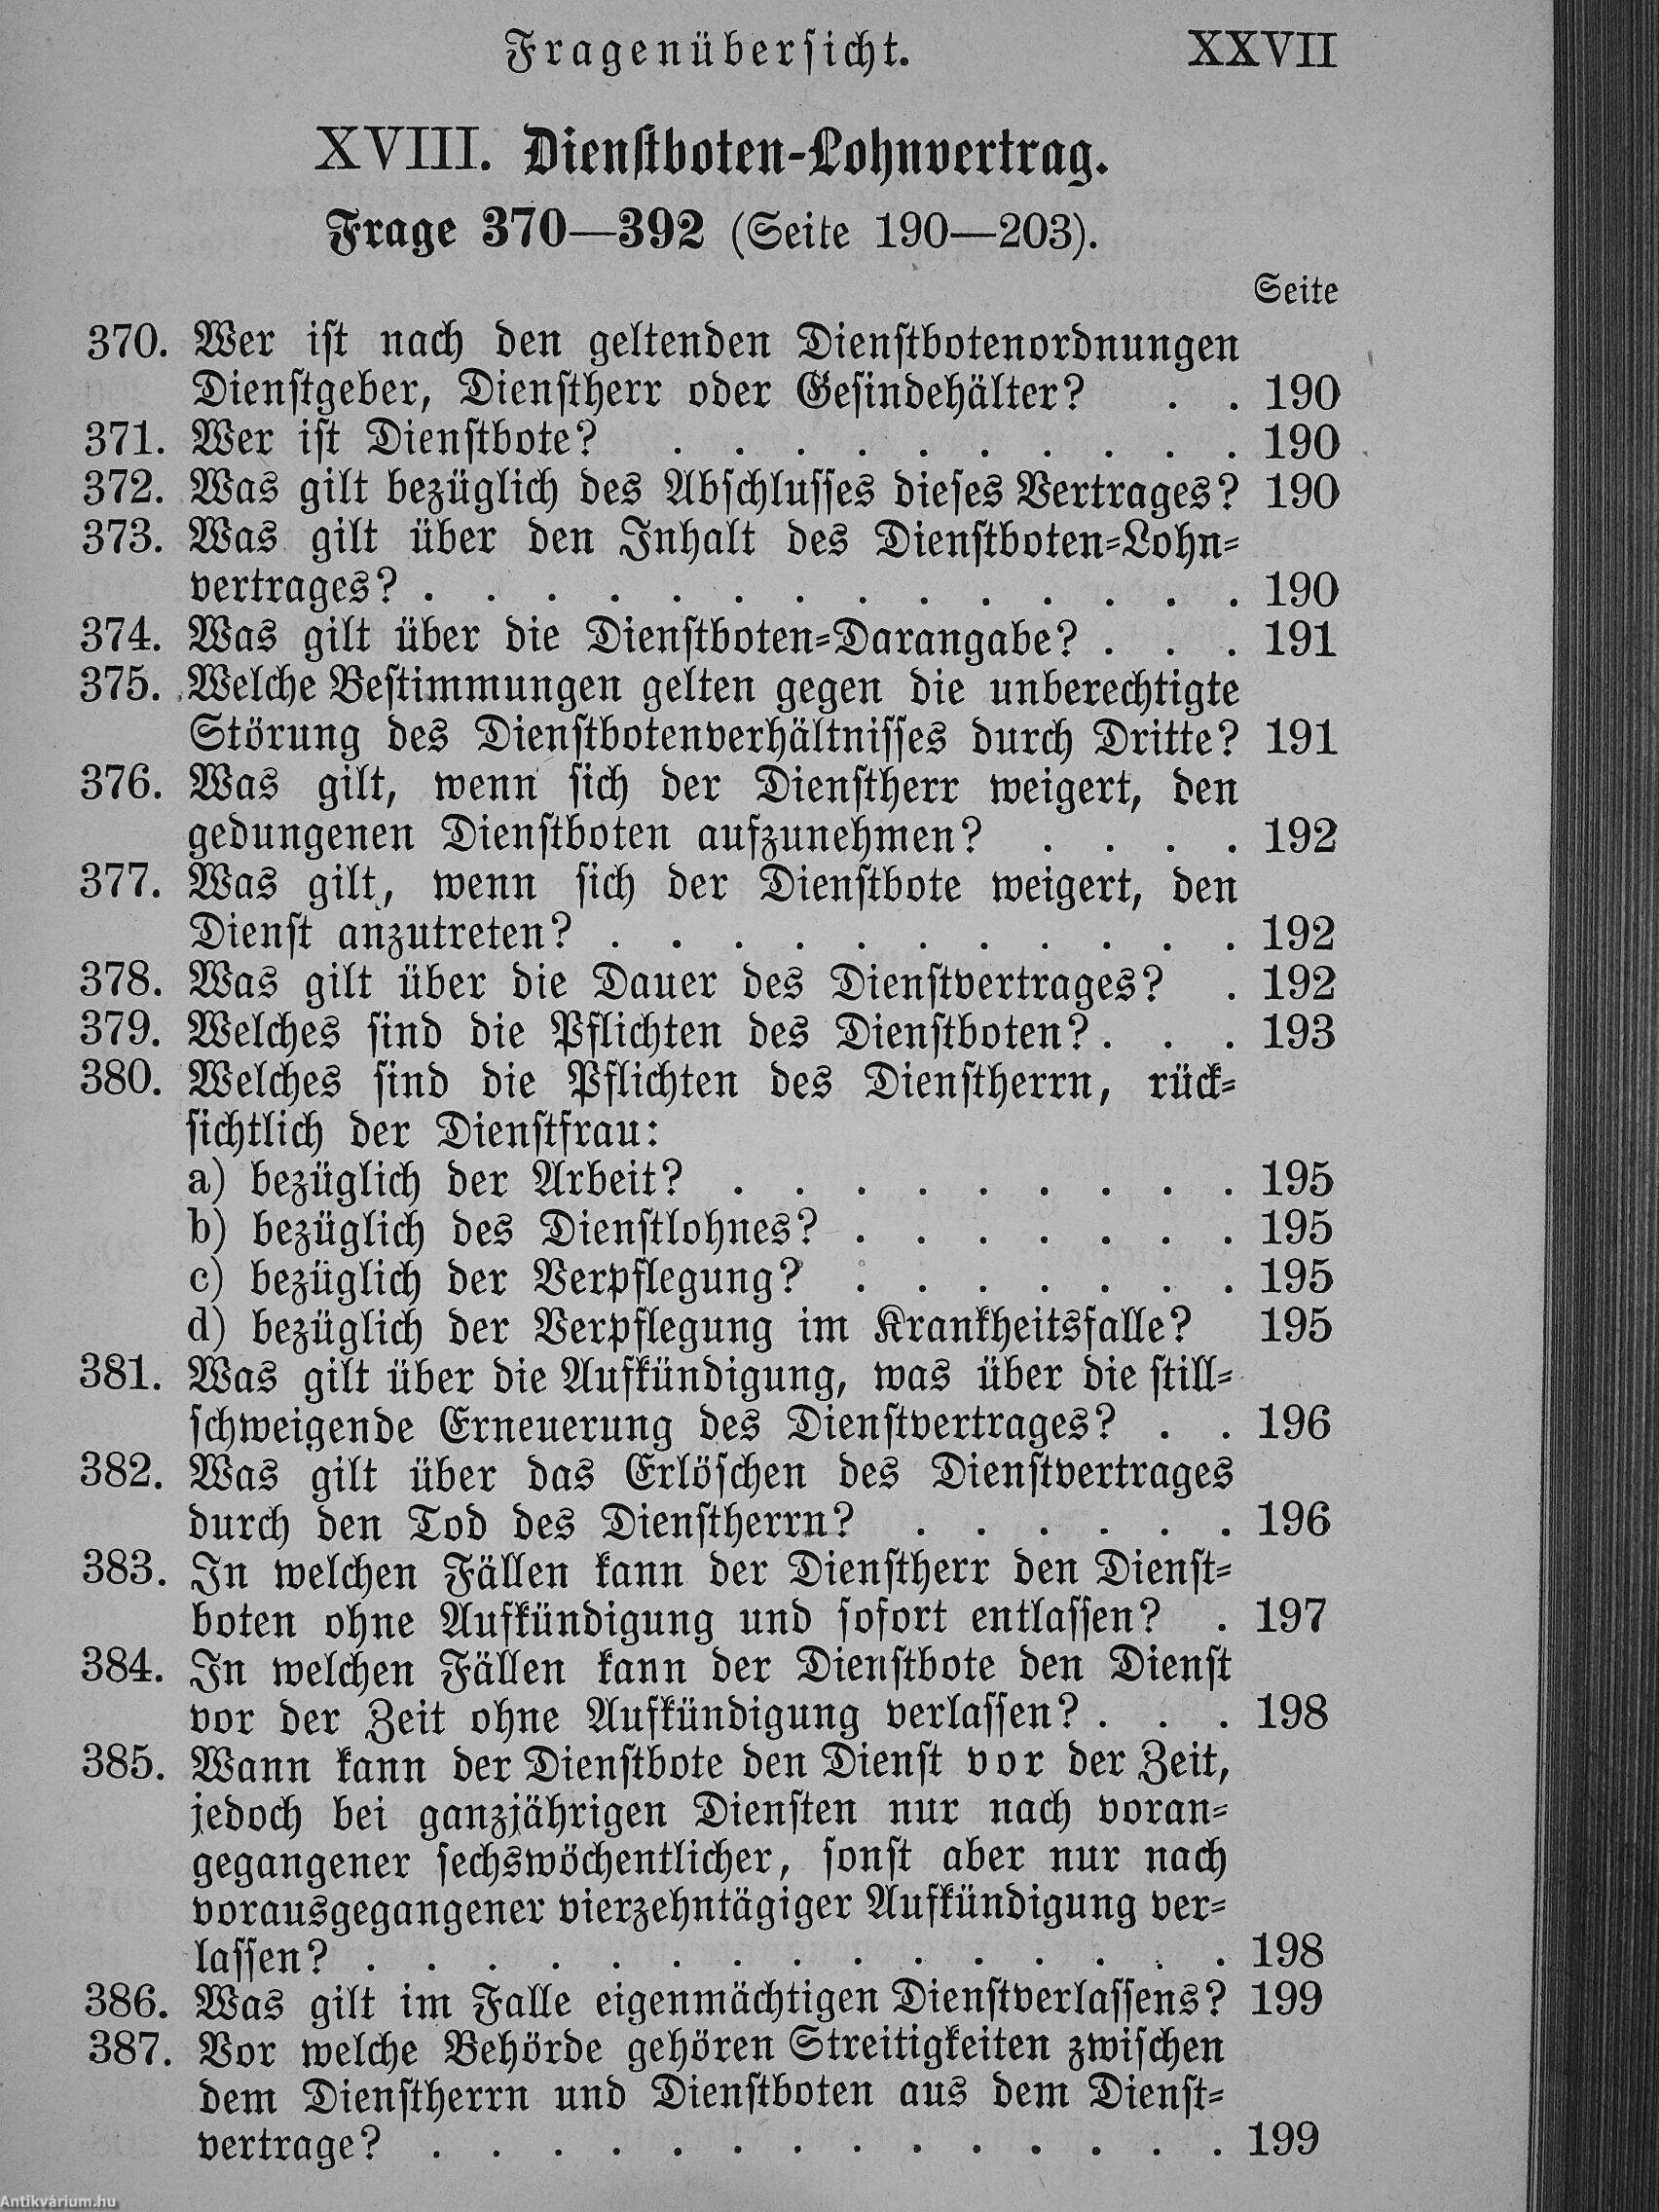 Fragenübersicht. XXVII
XVIII. Dienstboten-Lohnvertrag.
Frage 370—392 (Seite 190—203).
Seite
370. Wer ist nach den geltenden Dienstbotenordnungen
Dienstgeber, Dienstherr oder Gesindehälter? . . 190
371. Wer ist Dienstbote? . . . . . . . . . . 190
372. Was gilt bezüglich des Abschlusses dieses Vertrages? 190
373. Was gilt über den Inhalt des Dienstboten-Lohn-
vertrages? . . . . . . . . . . . . . . 190
374. Was gilt über die Dienstboten-Darangabe? . . . 191
375. Welche Bestimmungen gelten gegen die unberechtigte
Störung des Dienstbotenverhältnisses durch Dritte? 191
376. Was gilt, wenn sich der Dienstherr weigert, den
gedungenen Dienstboten aufzunehmen? . . . . 192
377. Was gilt, wenn sich der Dienstbote weigert, den
Dienst anzutreten? . . . . . . . . . . . 192
378. Was gilt über die Dauer des Dienstvertrages? . 192
379. Welches sind die Pflichten des Dienstboten? . . . 193
380. Welches sind die Pflichten des Dienstherrn, rück-
sichtlich der Dienstfrau:
a) bezüglich der Arbeit? . . . . . . . . . 195
b) bezüglich des Dienstlohnes? . . . . . . . 195
c) bezüglich der Verpflegung? . . . . . . . 195
d) bezüglich der Verpflegung im Krankheitsfalle? 195
381. Was gilt über die Aufkündigung, was über die still-
schweigende Erneuerung des Dienstvertrages? . . 196
382. Was gilt über das Erlöschen des Dienstvertrages
durch den Tod des Dienstherrn? . . . . . . 196
383. In welchen Fällen kann der Dienstherr den Dienst-
boten ohne Aufkündigung und sofort entlassen? . 197
384. In welchen Fällen kann der Dienstbote den Dienst
vor der Zeit ohne Aufkündigung verlassen? . . . 198
385. Wann kann der Dienstbote den Dienst vor der Zeit,
jedoch bei ganzjährigen Diensten nur nach voran-
gegangener sechswöchentlicher, sonst aber nur nach
vorausgegangener vierzehntägiger Aufkündigung ver-
lassen? . . . . . . . . . . . . . . . 198
386. Was gilt im Falle eigenmächtigen Dienstverlassens? 199
387. Vor welche Behörde gehören Streitigkeiten zwischen
dem Dienstherrn und Dienstboten aus dem Dienst-
vertrage? . . . . . . . . . . . . . . 199
Antikvárium.hu